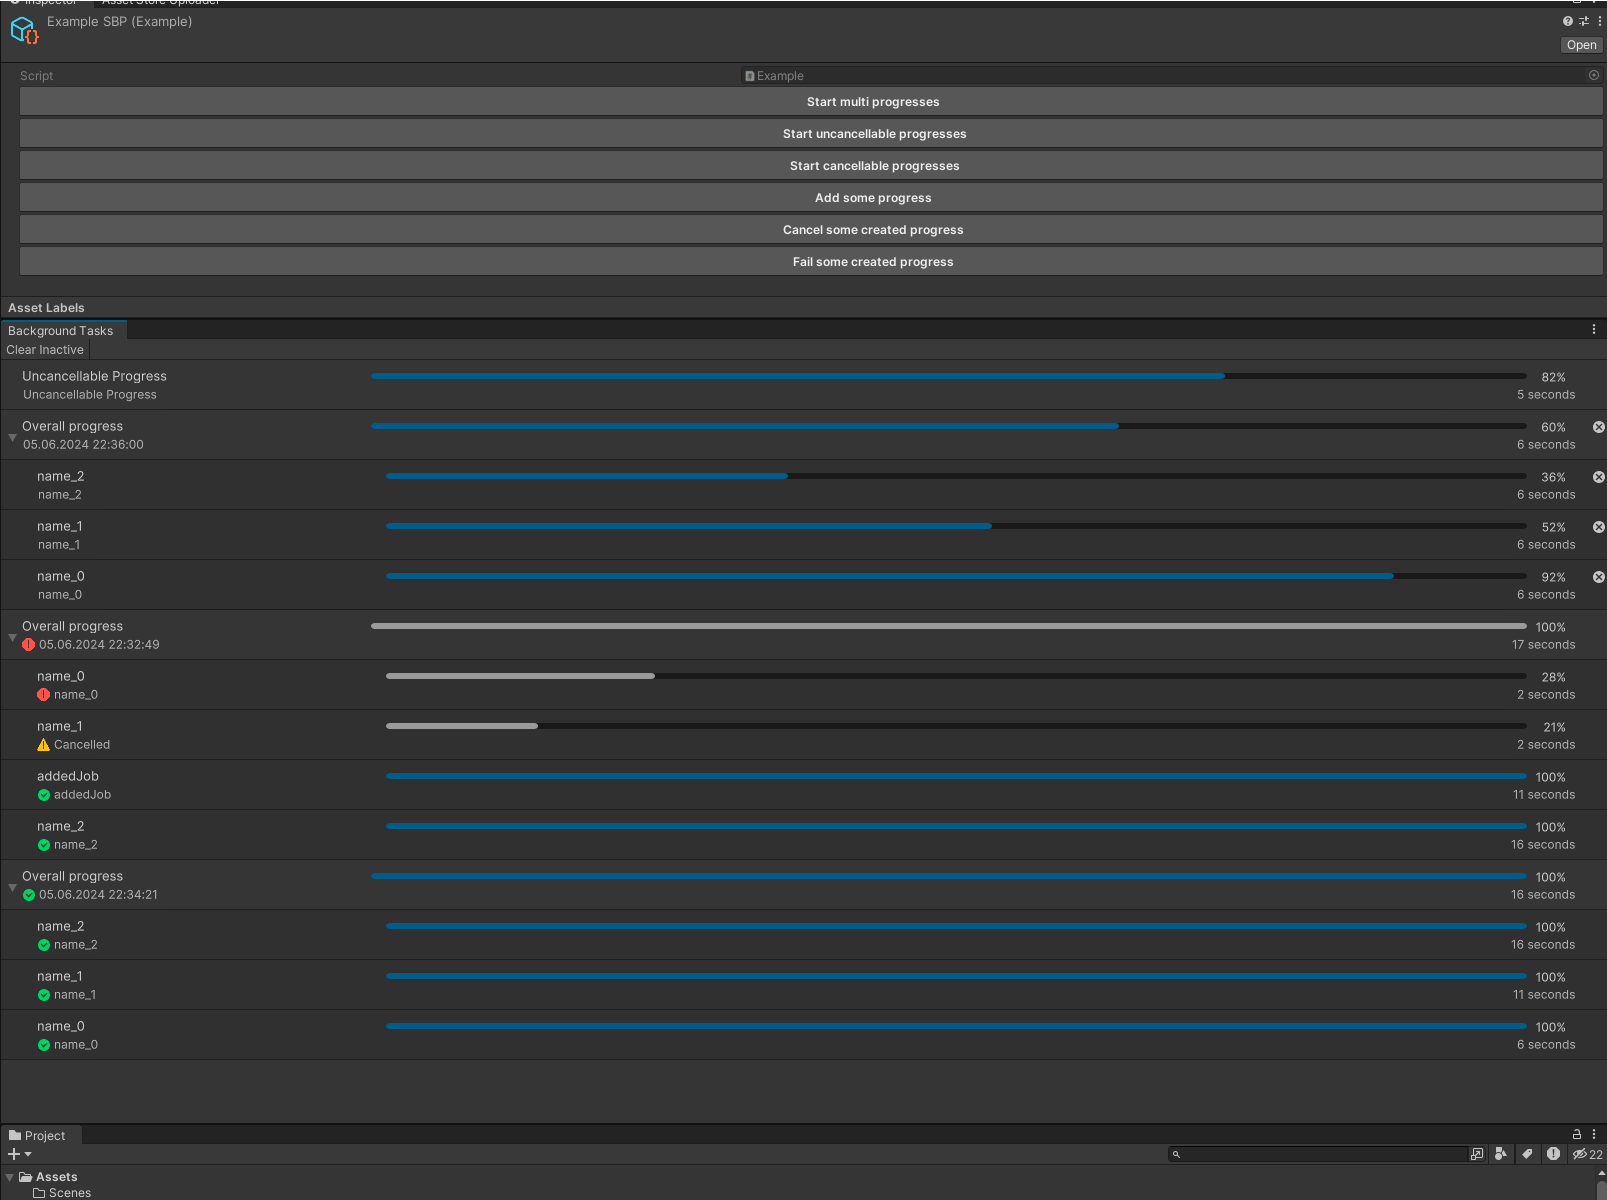 Inspector Asset Store Uploader
Example SBP (Example)
Open
Script Example
Start multi progresses
Start uncancellable progresses
Start cancellable progresses
Add some progress
Cancel some created progress
Fail some created progress
Asset Labels
Background Tasks
Clear Inactive
Uncancellable Progress 82%
Uncancellable Progress 5 seconds
Overall progress 60%
05.06.2024 22:36:00 6 seconds
name_2 36%
name_2 6 seconds
name_1 52%
name_1 6 seconds
name_0 92%
name_0 6 seconds
Overall progress 100%
05.06.2024 22:32:49 17 seconds
name_0 28%
name_0 2 seconds
name_1 21%
Cancelled 2 seconds
addedJob 100%
addedJob 11 seconds
name_2 100%
name_2 16 seconds
Overall progress 100%
05.06.2024 22:34:21 16 seconds
name_2 100%
name_2 16 seconds
name_1 100%
name_1 11 seconds
name_0 100%
name_0 6 seconds
Project
22
Assets
Scenes